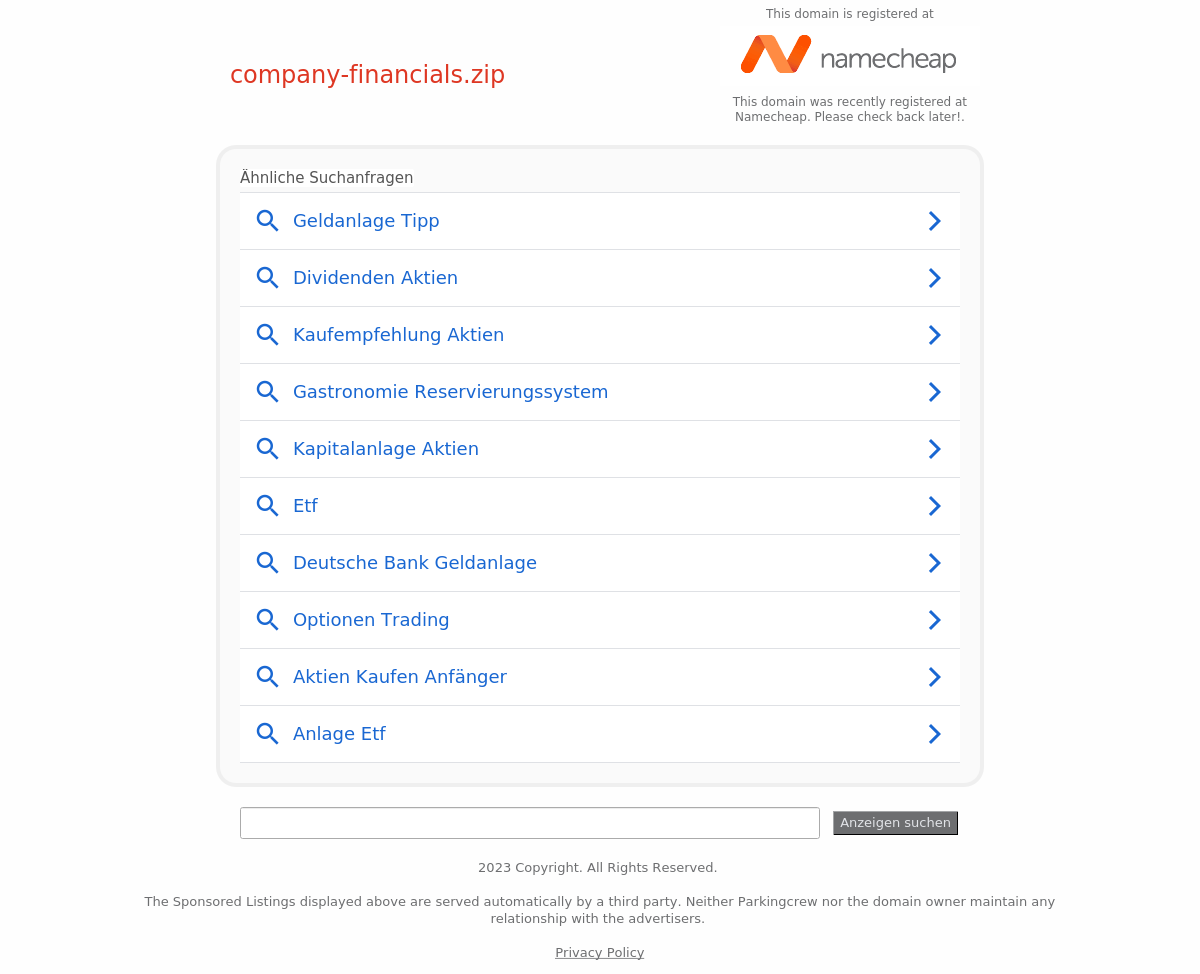 This domain is registered at
namecheap
company-financials.zip
This domain was recently registered at
Namecheap. Please check back later!.
Ähnliche Suchanfragen
Geldanlage Tipp
Dividenden Aktien
Kaufempfehlung Aktien
Gastronomie Reservierungssystem
Kapitalanlage Aktien
Etf
Deutsche Bank Geldanlage
Optionen Trading
Aktien Kaufen Anfänger
Anlage Etf
Anzeigen suchen
2023 Copyright. All Rights Reserved.
The Sponsored Listings displayed above are served automatically by a third party. Neither Parkingcrew nor the domain owner maintain any
relationship with the advertisers.
Privacy Policy